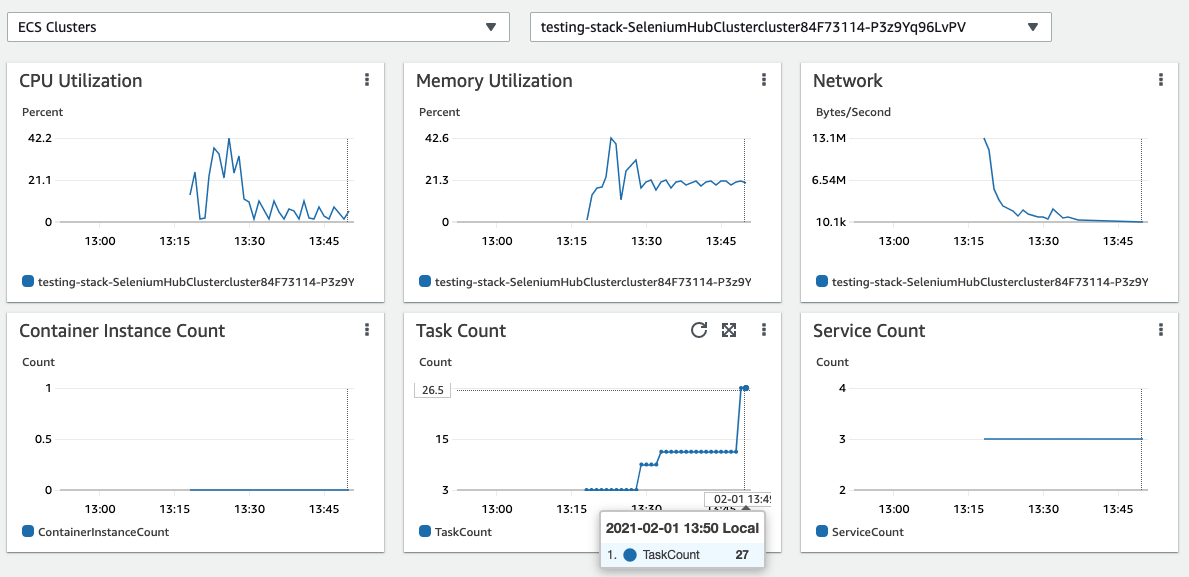 ECS Clusters
testing-stack-SeleniumHubClustercluster84F73114-P3z9Yq96LvPV
CPU Utilization
Percent
42.2
21.1
0
13:00 13:15 13:30 13:45
testing-stack-SeleniumHubClustercluster84F73114-P3z9Y
Memory Utilization
Percent
42.6
21.3
0
13:00 13:15 13:30 13:45
testing-stack-SeleniumHubClustercluster84F73114-P3z9Y
Network
Bytes/Second
13.1M
6.54M
10.1k
13:00 13:15 13:30 13:45
testing-stack-SeleniumHubClustercluster84F73114-P3z9Y
Container Instance Count
Count
1
0.5
0
13:00 13:15 13:30 13:45
ContainerInstanceCount
Task Count
Count
26.5
15
3
02-01 13:49
13:00 13:15 13:30 13:45
TaskCount
2021-02-01 13:50 Local
1. TaskCount 27
Service Count
Count
4
3
2
13:00 13:15 13:30 13:45
ServiceCount